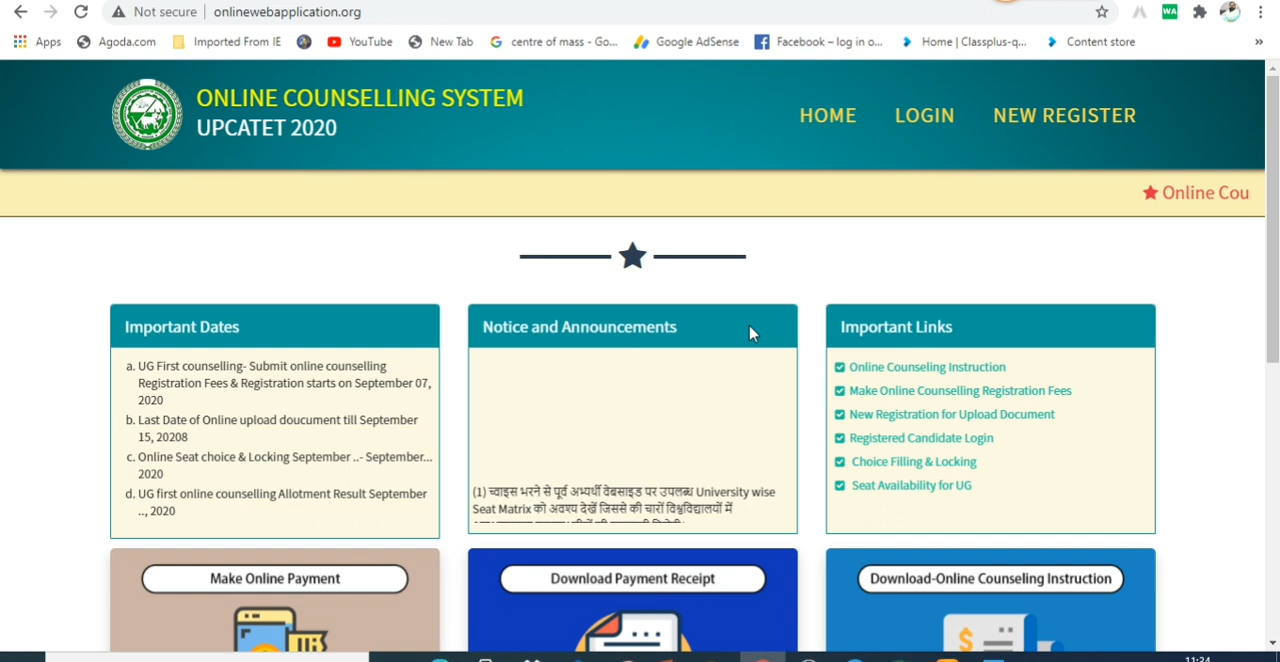 Not secure | onlinewebapplication.org
WA
Apps Agoda.com Imported From IE YouTube New Tab centre of mass - Go... Google AdSense Facebook – log in o... Home | Classplus-q... Content store »
ONLINE COUNSELLING SYSTEM
UPCATET 2020
HOME LOGIN NEW REGISTER
Online Cou
Important Dates
a. UG First counselling- Submit online counselling
Registration Fees & Registration starts on September 07,
2020
b. Last Date of Online upload doucument till September
15, 20208
c. Online Seat choice & Locking September ..- September...
2020
d. UG first online counselling Allotment Result September
.., 2020
Notice and Announcements
(1) च्वाइस भरने से पूर्व अभ्यर्थी वेबसाइड पर उपलब्ध University wise
Seat Matrix को अवश्य देखें जिससे की चारों विश्वविद्यालयों में
Important Links
Online Counseling Instruction
Make Online Counselling Registration Fees
New Registration for Upload Document
Registered Candidate Login
Choice Filling & Locking
Seat Availability for UG
Make Online Payment
Download Payment Receipt
Download-Online Counseling Instruction